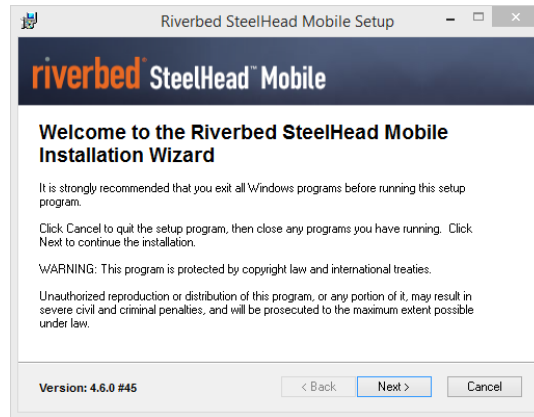 Riverbed SteelHead Mobile Setup
riverbed® SteelHead™ Mobile
Welcome to the Riverbed SteelHead Mobile
Installation Wizard
It is strongly recommended that you exit all Windows programs before running this setup
program.
Click Cancel to quit the setup program, then close any programs you have running. Click
Next to continue the installation.
WARNING: This program is protected by copyright law and international treaties.
Unauthorized reproduction or distribution of this program, or any portion of it, may result in
severe civil and criminal penalties, and will be prosecuted to the maximum extent possible
under law.
Version: 4.6.0 #45 < Back Next > Cancel